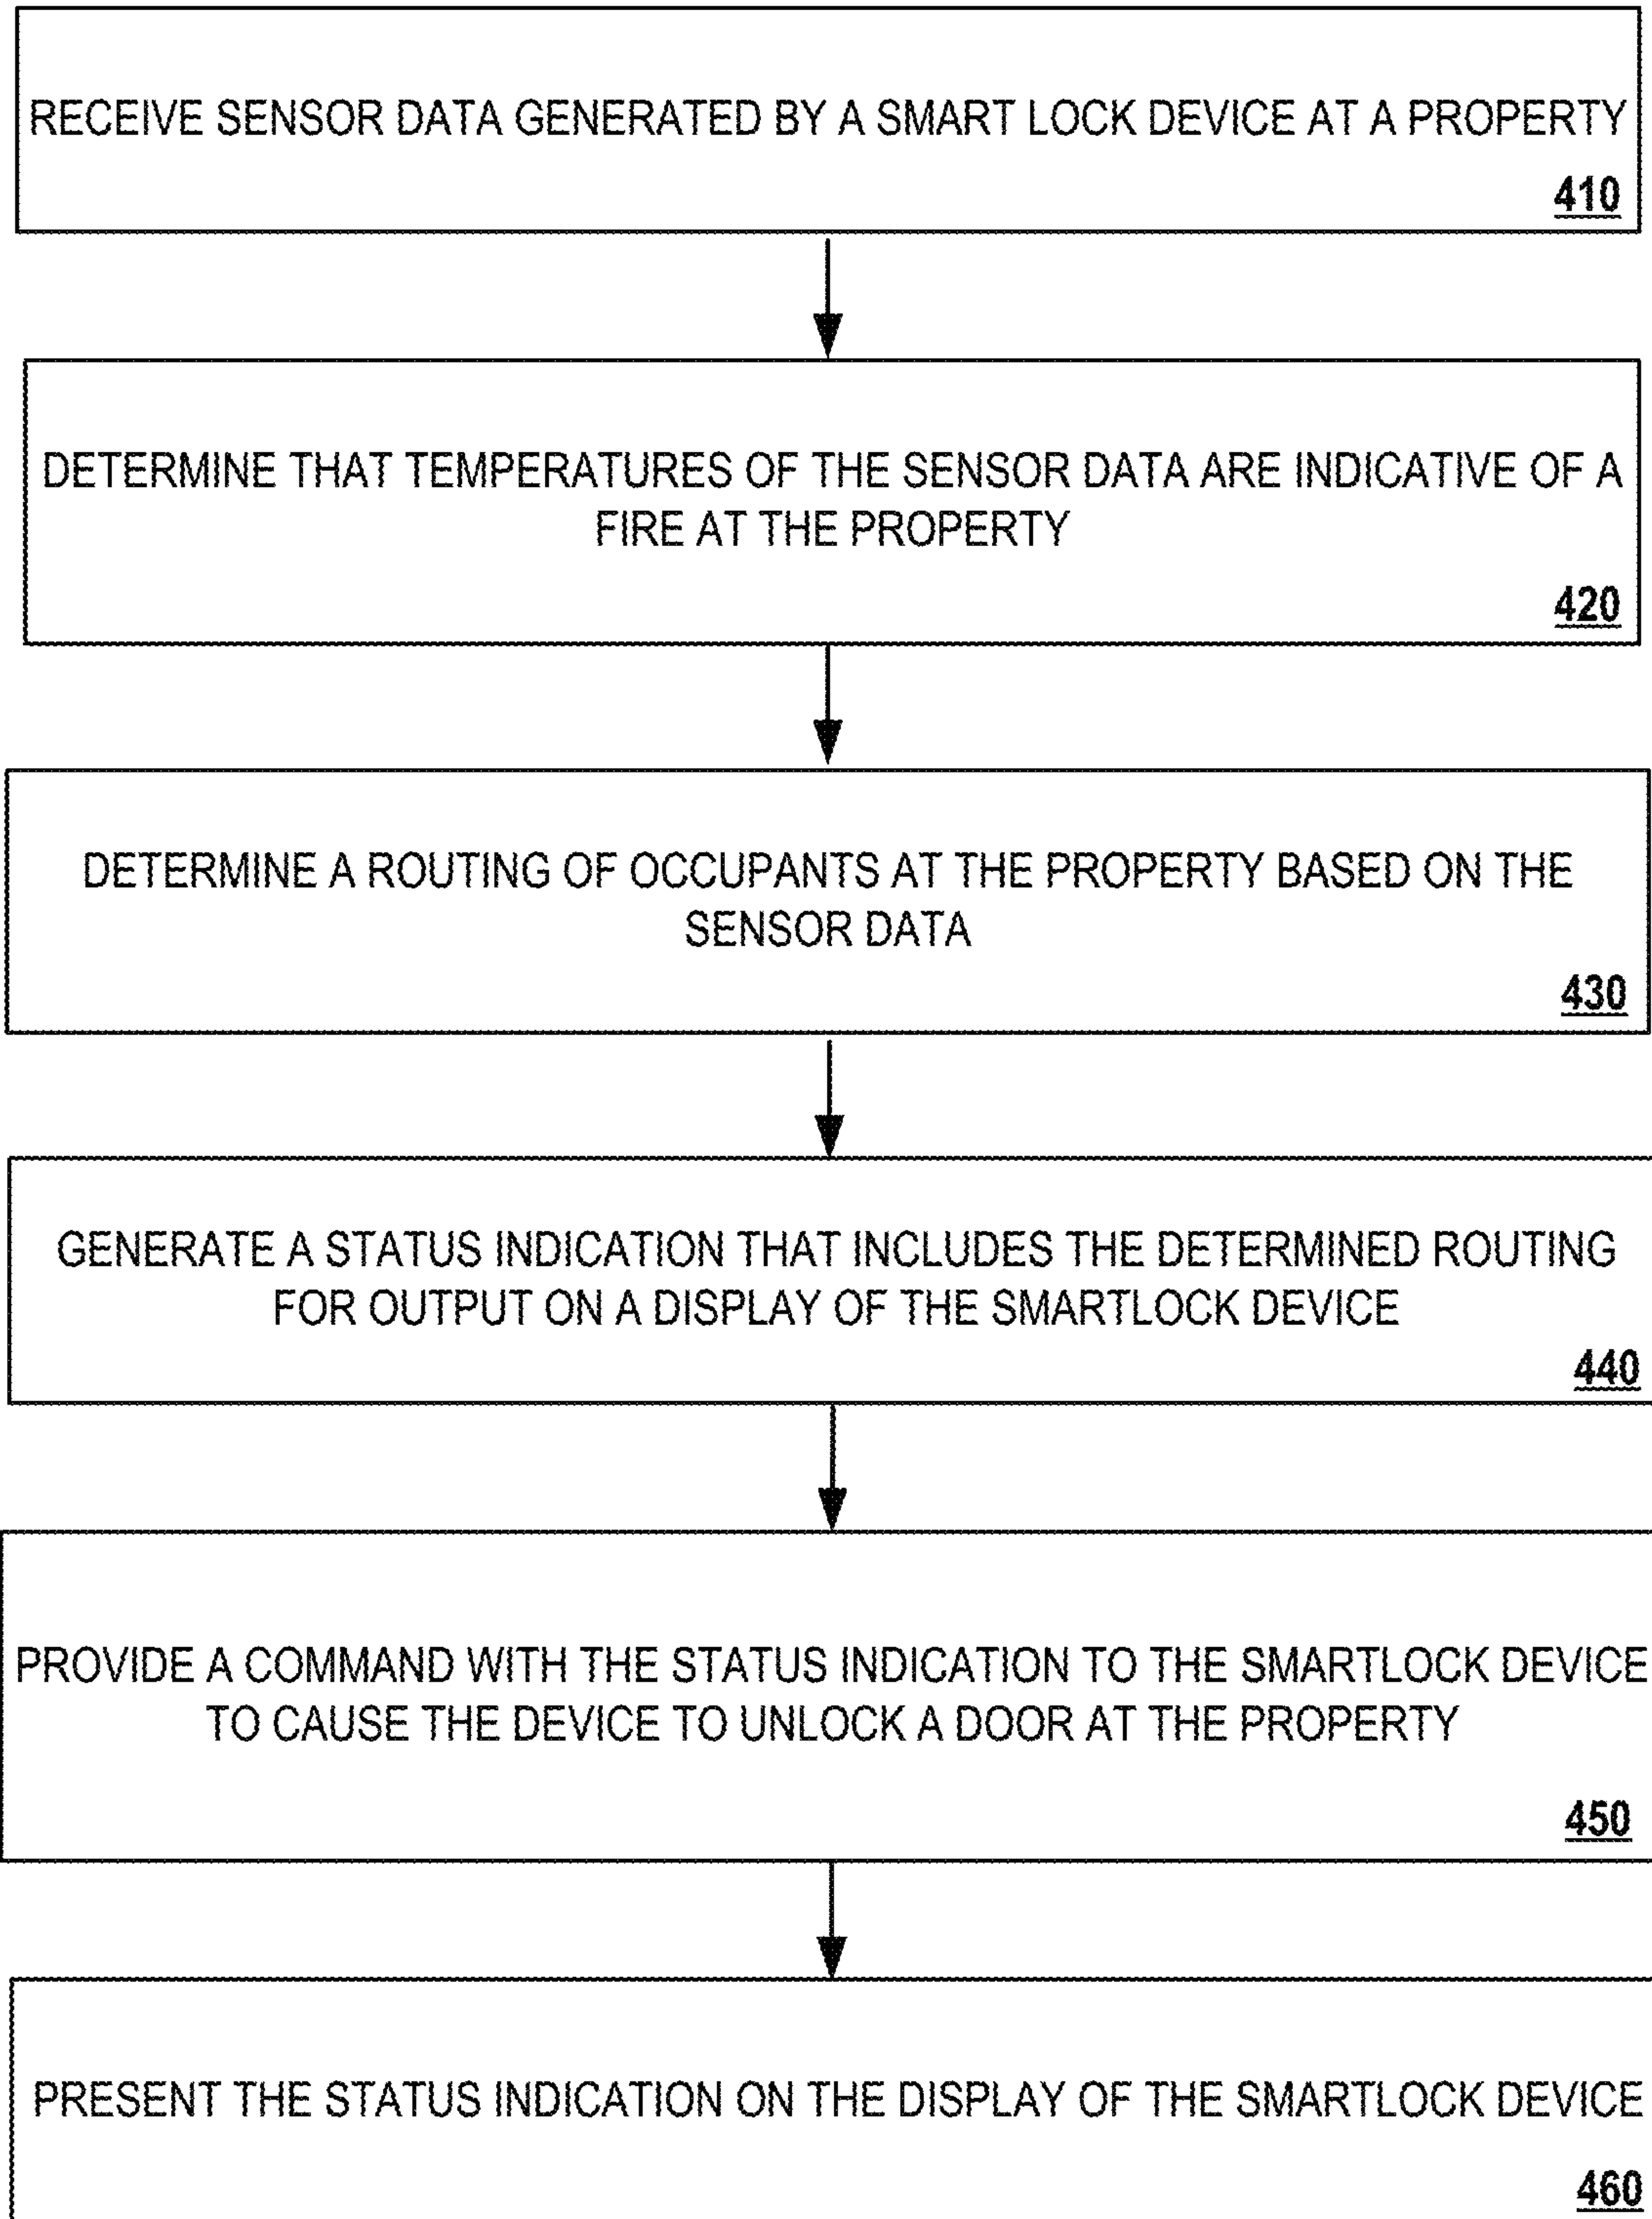 RECEIVE SENSOR DATA GENERATED BY A SMART LOCK DEVICE AT A PROPERTY
410
DETERMINE THAT TEMPERATURES OF THE SENSOR DATA ARE INDICATIVE OF A
FIRE AT THE PROPERTY
420
DETERMINE A ROUTING OF OCCUPANTS AT THE PROPERTY BASED ON THE
SENSOR DATA
430
GENERATE A STATUS INDICATION THAT INCLUDES THE DETERMINED ROUTING
FOR OUTPUT ON A DISPLAY OF THE SMARTLOCK DEVICE
440
PROVIDE A COMMAND WITH THE STATUS INDICATION TO THE SMARTLOCK DEVICE
TO CAUSE THE DEVICE TO UNLOCK A DOOR AT THE PROPERTY
450
PRESENT THE STATUS INDICATION ON THE DISPLAY OF THE SMARTLOCK DEVICE
460